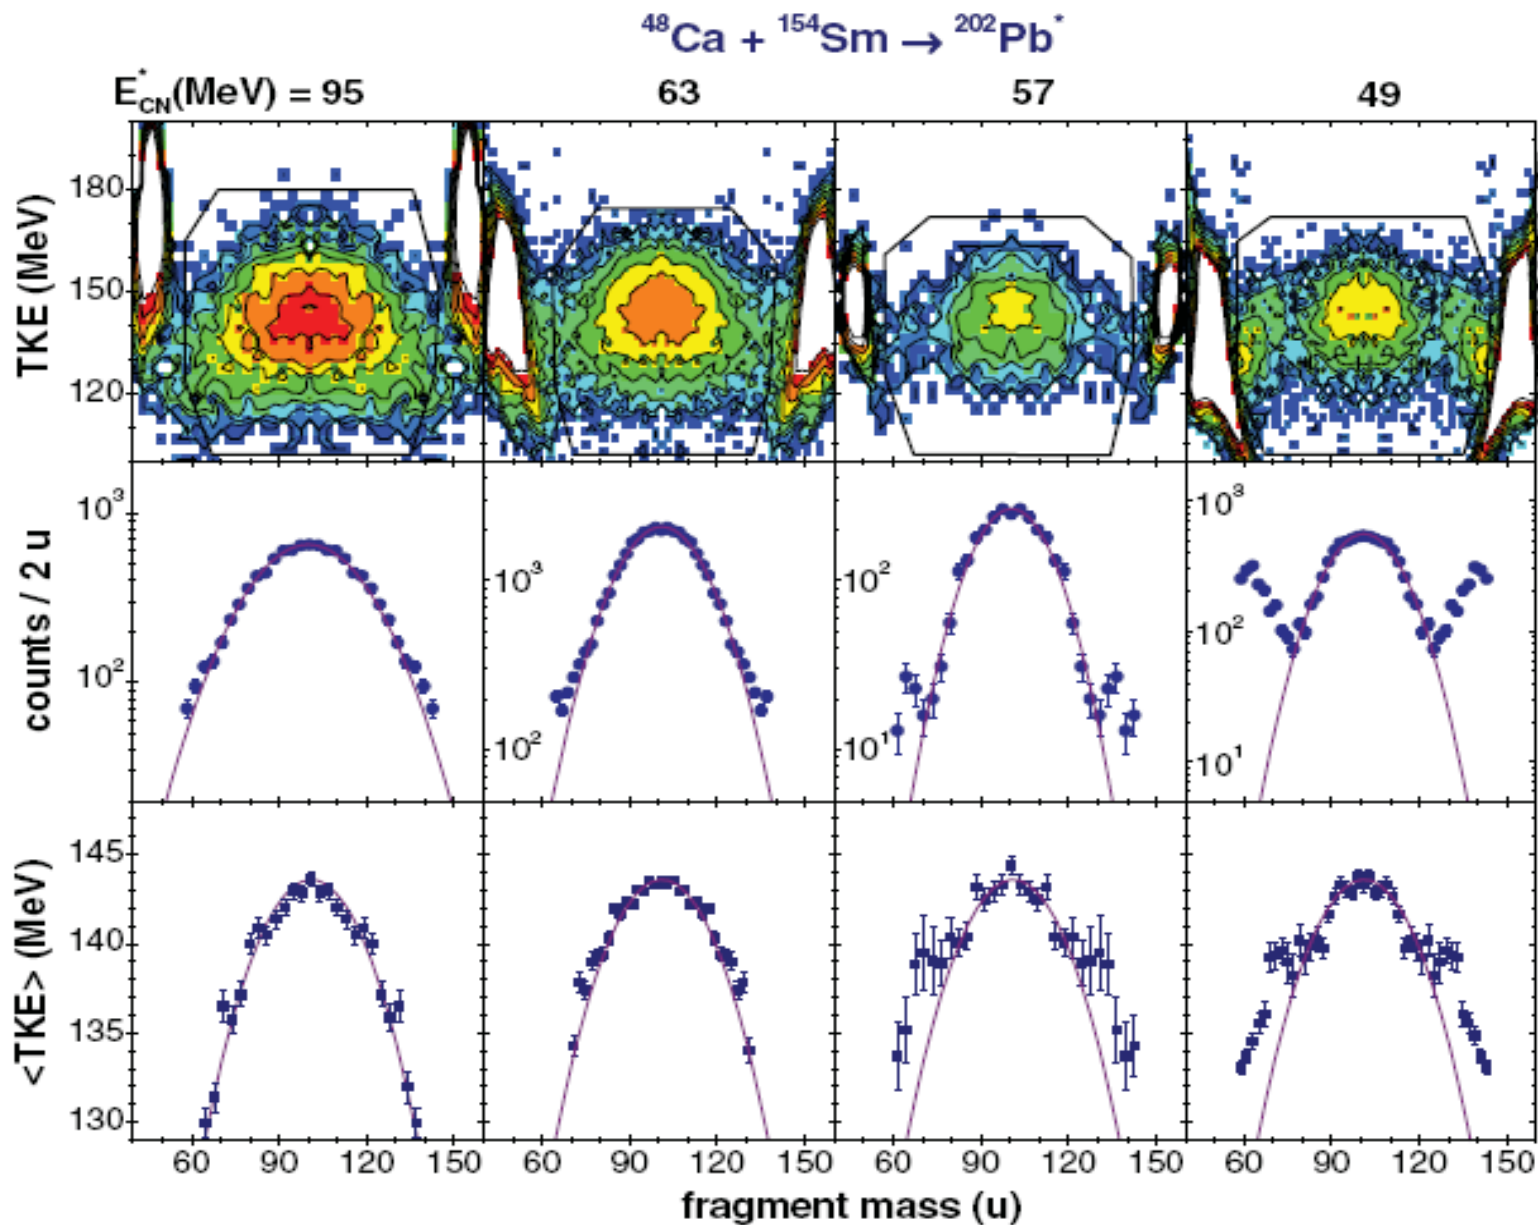 ⁴⁸Ca + ¹⁵⁴Sm → ²⁰²Pb*
E*CN(MeV) = 95 63 57 49
TKE (MeV)
180
150
120
counts / 2 u
10³
10²
10³
10²
10²
10¹
10³
10²
10¹
<TKE> (MeV)
145
140
135
130
60 90 120 150 60 90 120 150 60 90 120 150 60 90 120 150
fragment mass (u)